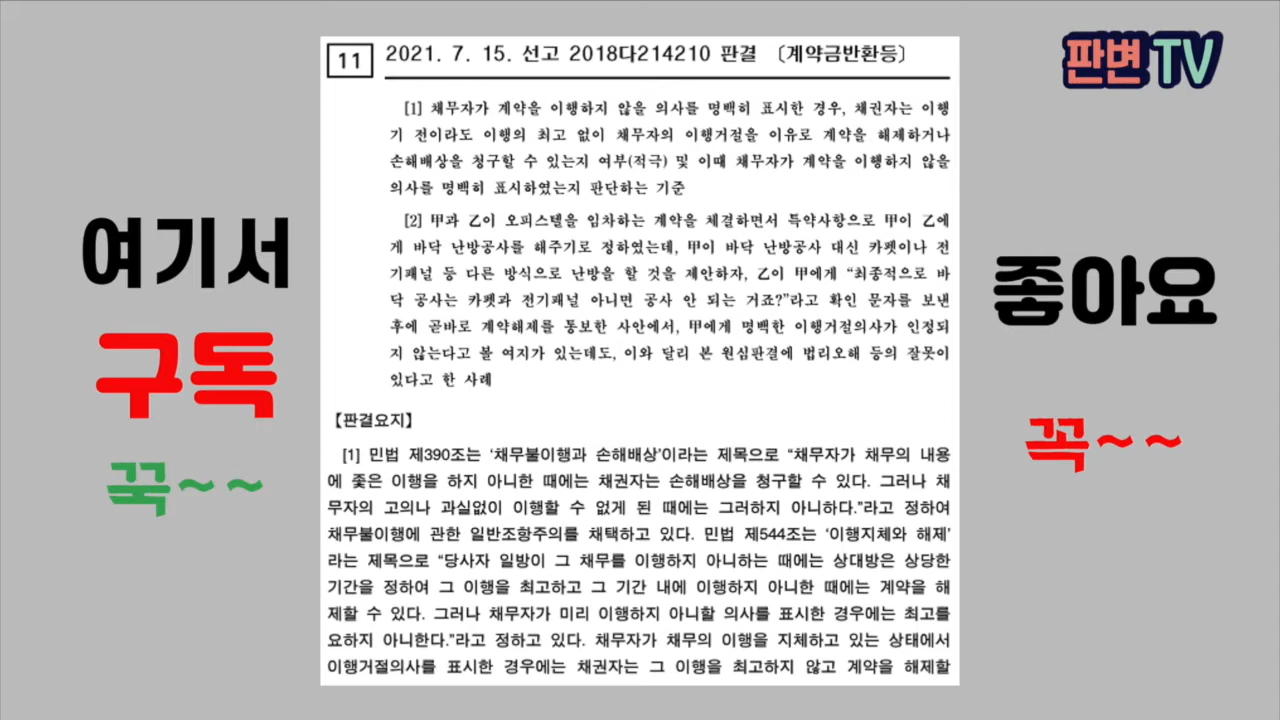 판변TV
여기서
구독
꾹~~
11
2021. 7. 15. 선고 2018다214210 판결 〔계약금반환등〕
[1] 채무자가 계약을 이행하지 않을 의사를 명백히 표시한 경우, 채권자는 이행
기 전이라도 이행의 최고 없이 채무자의 이행거절을 이유로 계약을 해제하거나
손해배상을 청구할 수 있는지 여부(적극) 및 이때 채무자가 계약을 이행하지 않을
의사를 명백히 표시하였는지 판단하는 기준
[2] 甲과 乙이 오피스텔을 임차하는 계약을 체결하면서 특약사항으로 甲이 乙에
게 바닥 난방공사를 해주기로 정하였는데, 甲이 바닥 난방공사 대신 카펫이나 전
기패널 등 다른 방식으로 난방을 할 것을 제안하자, 乙이 甲에게 “최종적으로 바
닥 공사는 카펫과 전기패널 아니면 공사 안 되는 거죠?”라고 확인 문자를 보낸
후에 곧바로 계약해제를 통보한 사안에서, 甲에게 명백한 이행거절의사가 인정되
지 않는다고 볼 여지가 있는데도, 이와 달리 본 원심판결에 법리오해 등의 잘못이
있다고 한 사례
【판결요지】
[1] 민법 제390조는 ‘채무불이행과 손해배상’이라는 제목으로 “채무자가 채무의 내용
에 좇은 이행을 하지 아니한 때에는 채권자는 손해배상을 청구할 수 있다. 그러나 채
무자의 고의나 과실없이 이행할 수 없게 된 때에는 그러하지 아니하다.”라고 정하여
채무불이행에 관한 일반조항주의를 채택하고 있다. 민법 제544조는 ‘이행지체와 해제’
라는 제목으로 “당사자 일방이 그 채무를 이행하지 아니하는 때에는 상대방은 상당한
기간을 정하여 그 이행을 최고하고 그 기간 내에 이행하지 아니한 때에는 계약을 해
제할 수 있다. 그러나 채무자가 미리 이행하지 아니할 의사를 표시한 경우에는 최고를
요하지 아니한다.”라고 정하고 있다. 채무자가 채무의 이행을 지체하고 있는 상태에서
이행거절의사를 표시한 경우에는 채권자는 그 이행을 최고하지 않고 계약을 해제할
좋아요
꼭~~